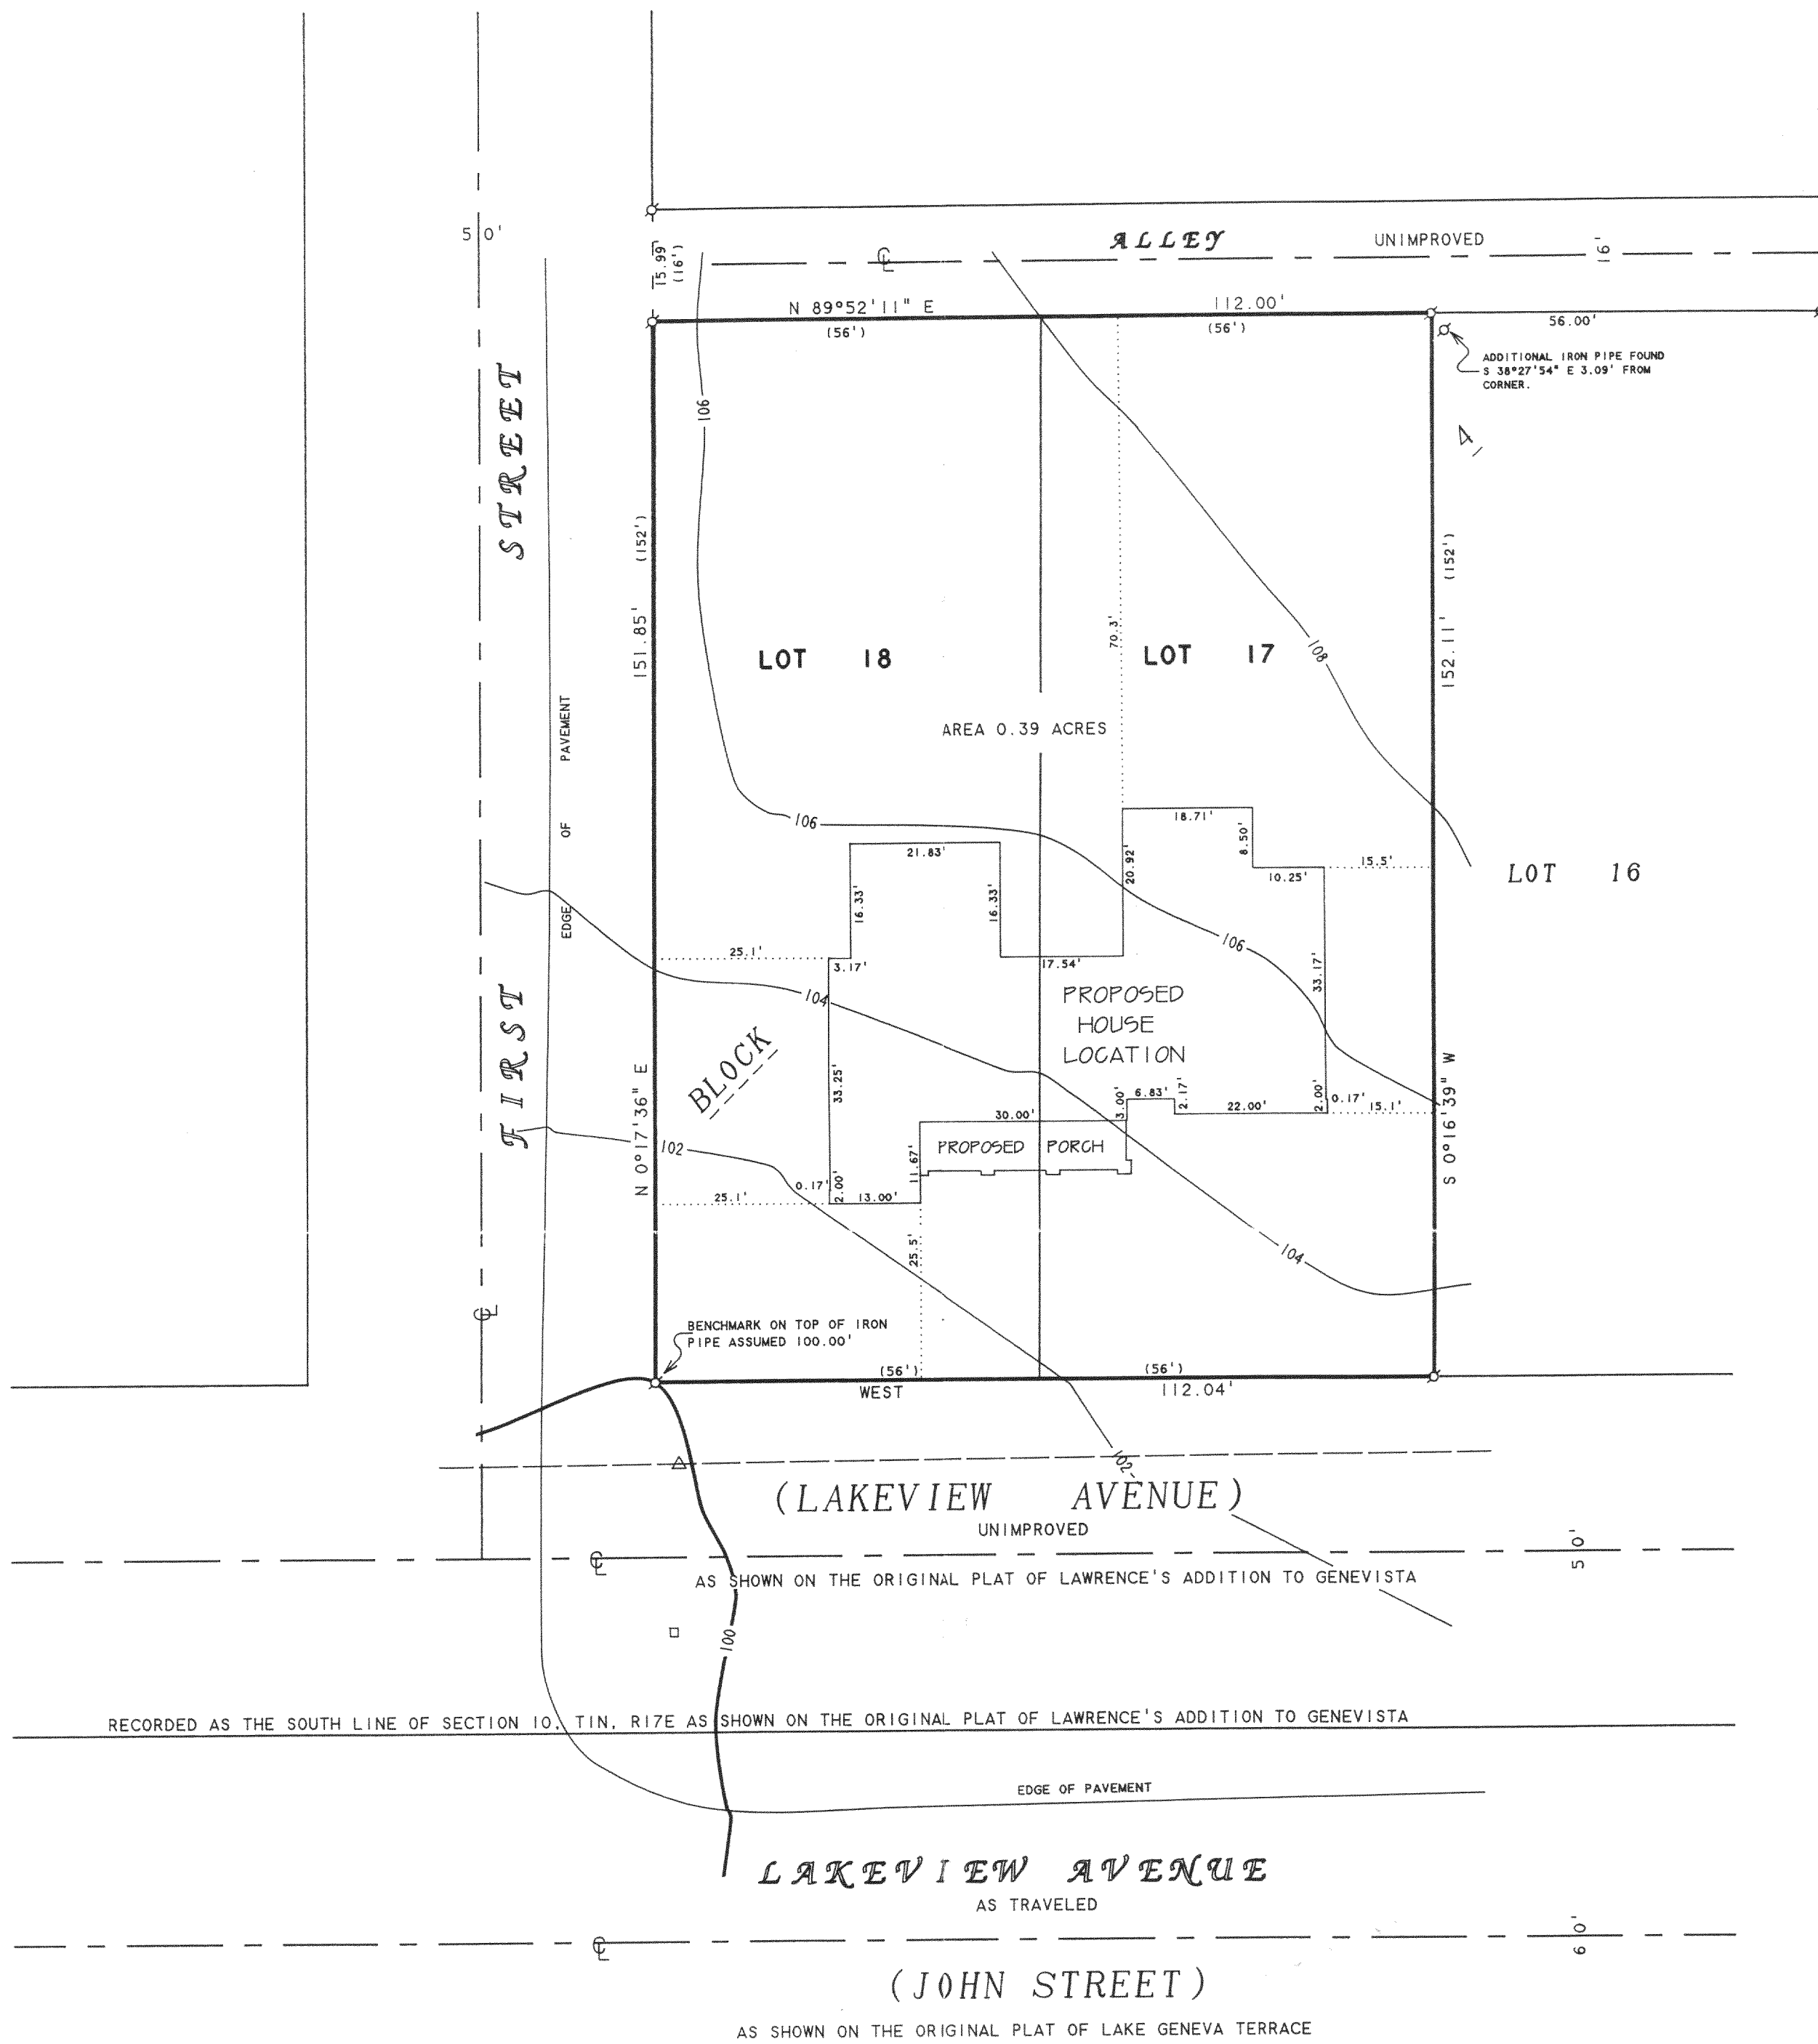 50'
15.99
(16')
ALLEY
UNIMPROVED
16'
N 89°52'11" E
112.00'
(56')
(56')
56.00'
ADDITIONAL IRON PIPE FOUND
S 38°27'54" E 3.09' FROM
CORNER.
41
FIRST STREET
EDGE OF PAVEMENT
106
(152')
151.85'
N 0°17'36" E
(152')
152.11'
S 0°16'39" W
LOT 18
70.3'
LOT 17
108
AREA 0.39 ACRES
106
18.71'
8.50'
21.83'
20.92'
10.25'
15.5'
LOT 16
16.33'
16.33'
106
25.1'
3.17'
17.54'
33.17'
104
PROPOSED
HOUSE
LOCATION
BLOCK
33.25'
6.83'
2.17'
3.00'
22.00'
2.00'
0.17'
15.1'
30.00'
102
PROPOSED PORCH
11.67'
0.17'
2.00'
25.1'
13.00'
25.5'
104
BENCHMARK ON TOP OF IRON
PIPE ASSUMED 100.00'
(56')
(56')
WEST
112.04'
102
(LAKEVIEW AVENUE)
UNIMPROVED
50'
AS SHOWN ON THE ORIGINAL PLAT OF LAWRENCE'S ADDITION TO GENEVISTA
100
RECORDED AS THE SOUTH LINE OF SECTION 10, T1N, R17E AS SHOWN ON THE ORIGINAL PLAT OF LAWRENCE'S ADDITION TO GENEVISTA
EDGE OF PAVEMENT
LAKEVIEW AVENUE
AS TRAVELED
60'
(JOHN STREET)
AS SHOWN ON THE ORIGINAL PLAT OF LAKE GENEVA TERRACE